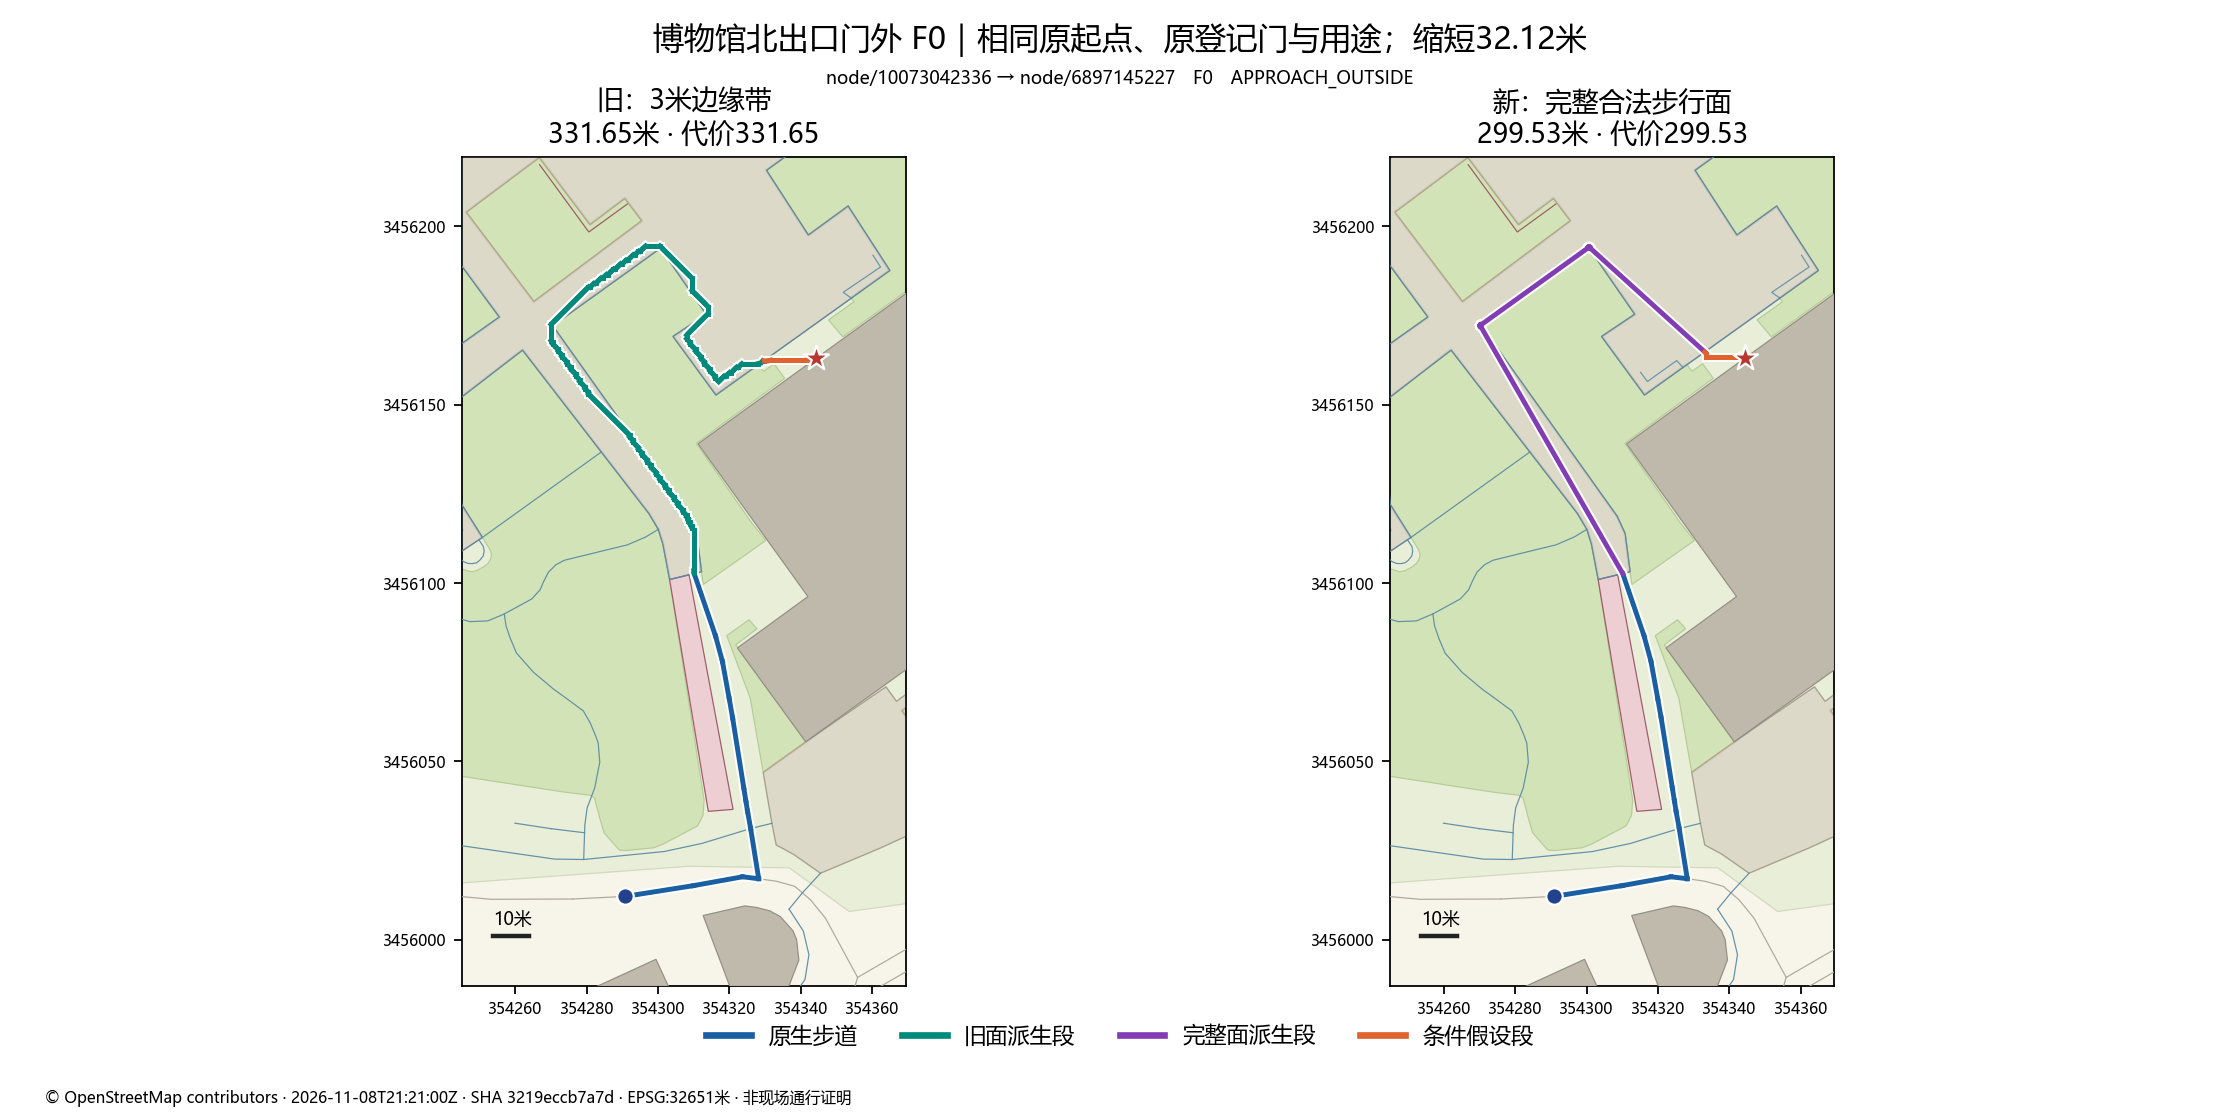 博物馆北出口门外 F0｜相同原起点、原登记门与用途；缩短32.12米
node/10073042336 → node/6897145227 F0 APPROACH_OUTSIDE
旧：3米边缘带
331.65米 · 代价331.65
3456200
3456150
3456100
3456050
3456000
10米
354260 354280 354300 354320 354340 354360
新：完整合法步行面
299.53米 · 代价299.53
3456200
3456150
3456100
3456050
3456000
10米
354260 354280 354300 354320 354340 354360
原生步道 旧面派生段 完整面派生段 条件假设段
© OpenStreetMap contributors · 2026-11-08T21:21:00Z · SHA 3219eccb7a7d · EPSG:32651米 · 非现场通行证明